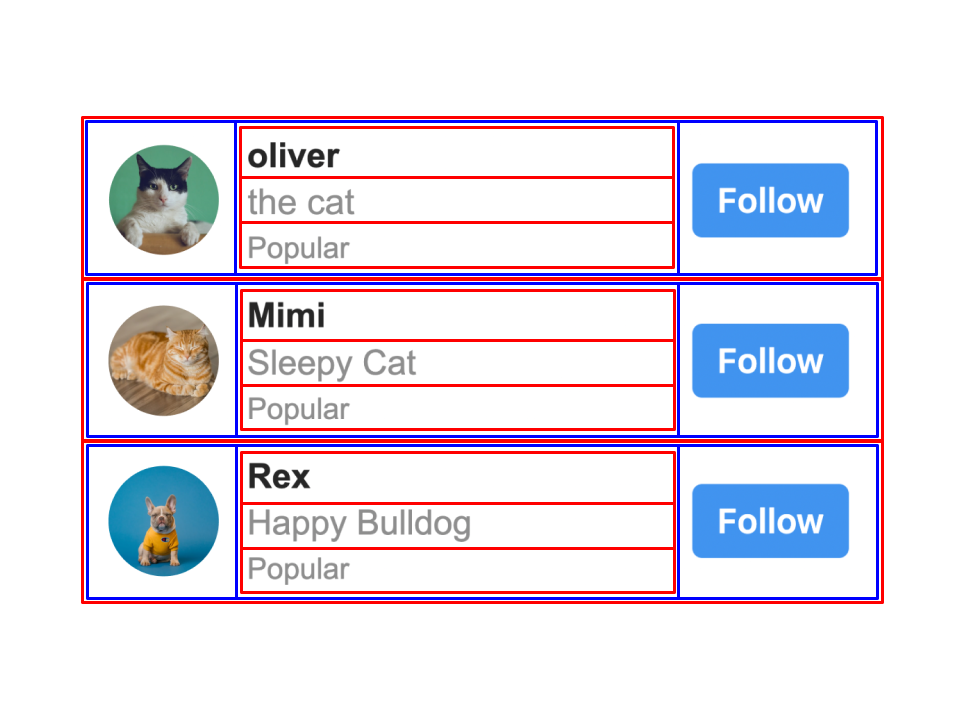 oliver
the cat
Popular
Follow
Mimi
Sleepy Cat
Popular
Follow
Rex
Happy Bulldog
Popular
Follow